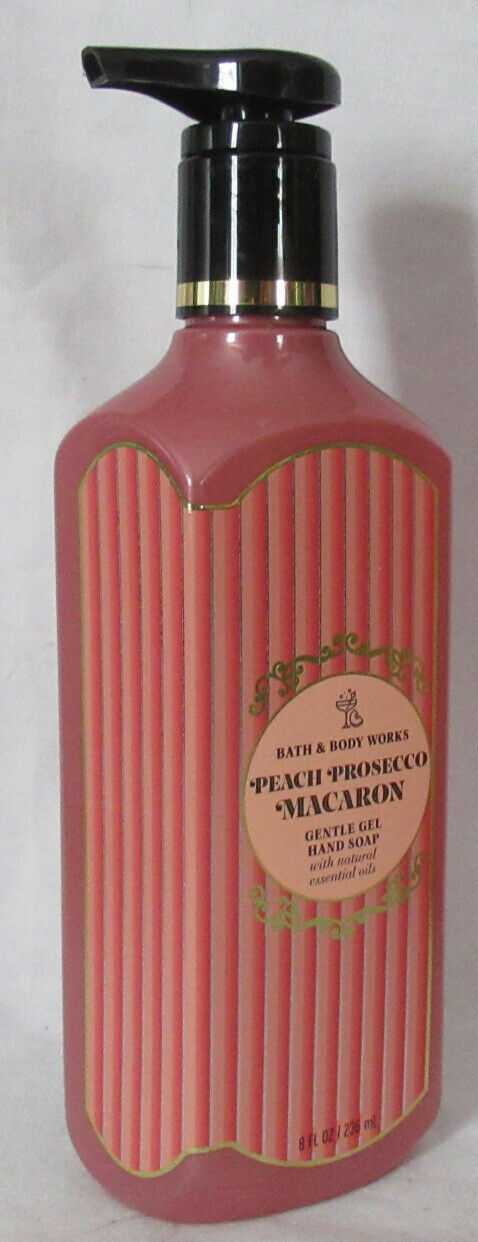 BATH & BODY WORKS
PEACH PROSECCO
MACARON
GENTLE GEL
HAND SOAP
with natural
essential oils
8 FL OZ / 236 mL